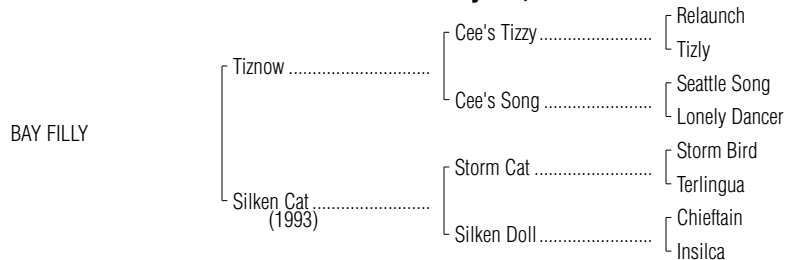 Relaunch
Cee's Tizzy
Tizly
Tiznow
Seattle Song
Cee's Song
Lonely Dancer
BAY FILLY
Storm Bird
Storm Cat
Terlingua
Silken Cat
(1993)
Chieftain
Silken Doll
Insilca